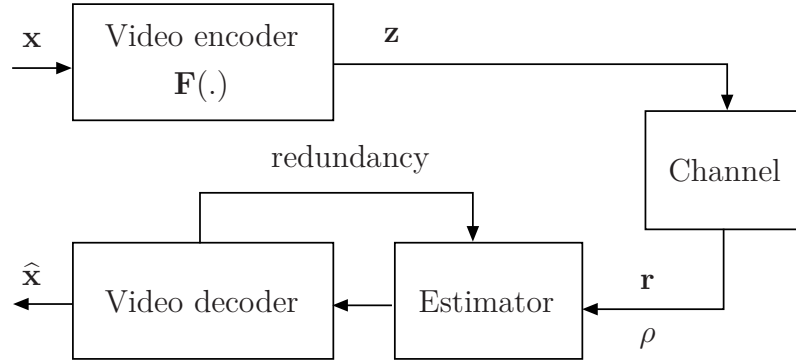 x
Video encoder
F(.)
z
Channel
redundancy
x̂
Video decoder
Estimator
r
ρ